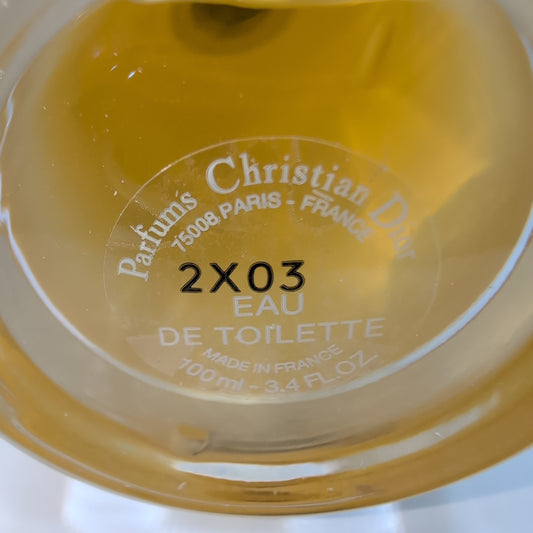 Parfums Christian Dior
75008 PARIS - FRANCE
2X03
EAU
DE TOILETTE
MADE IN FRANCE
100 ml - 3.4 FL.OZ.